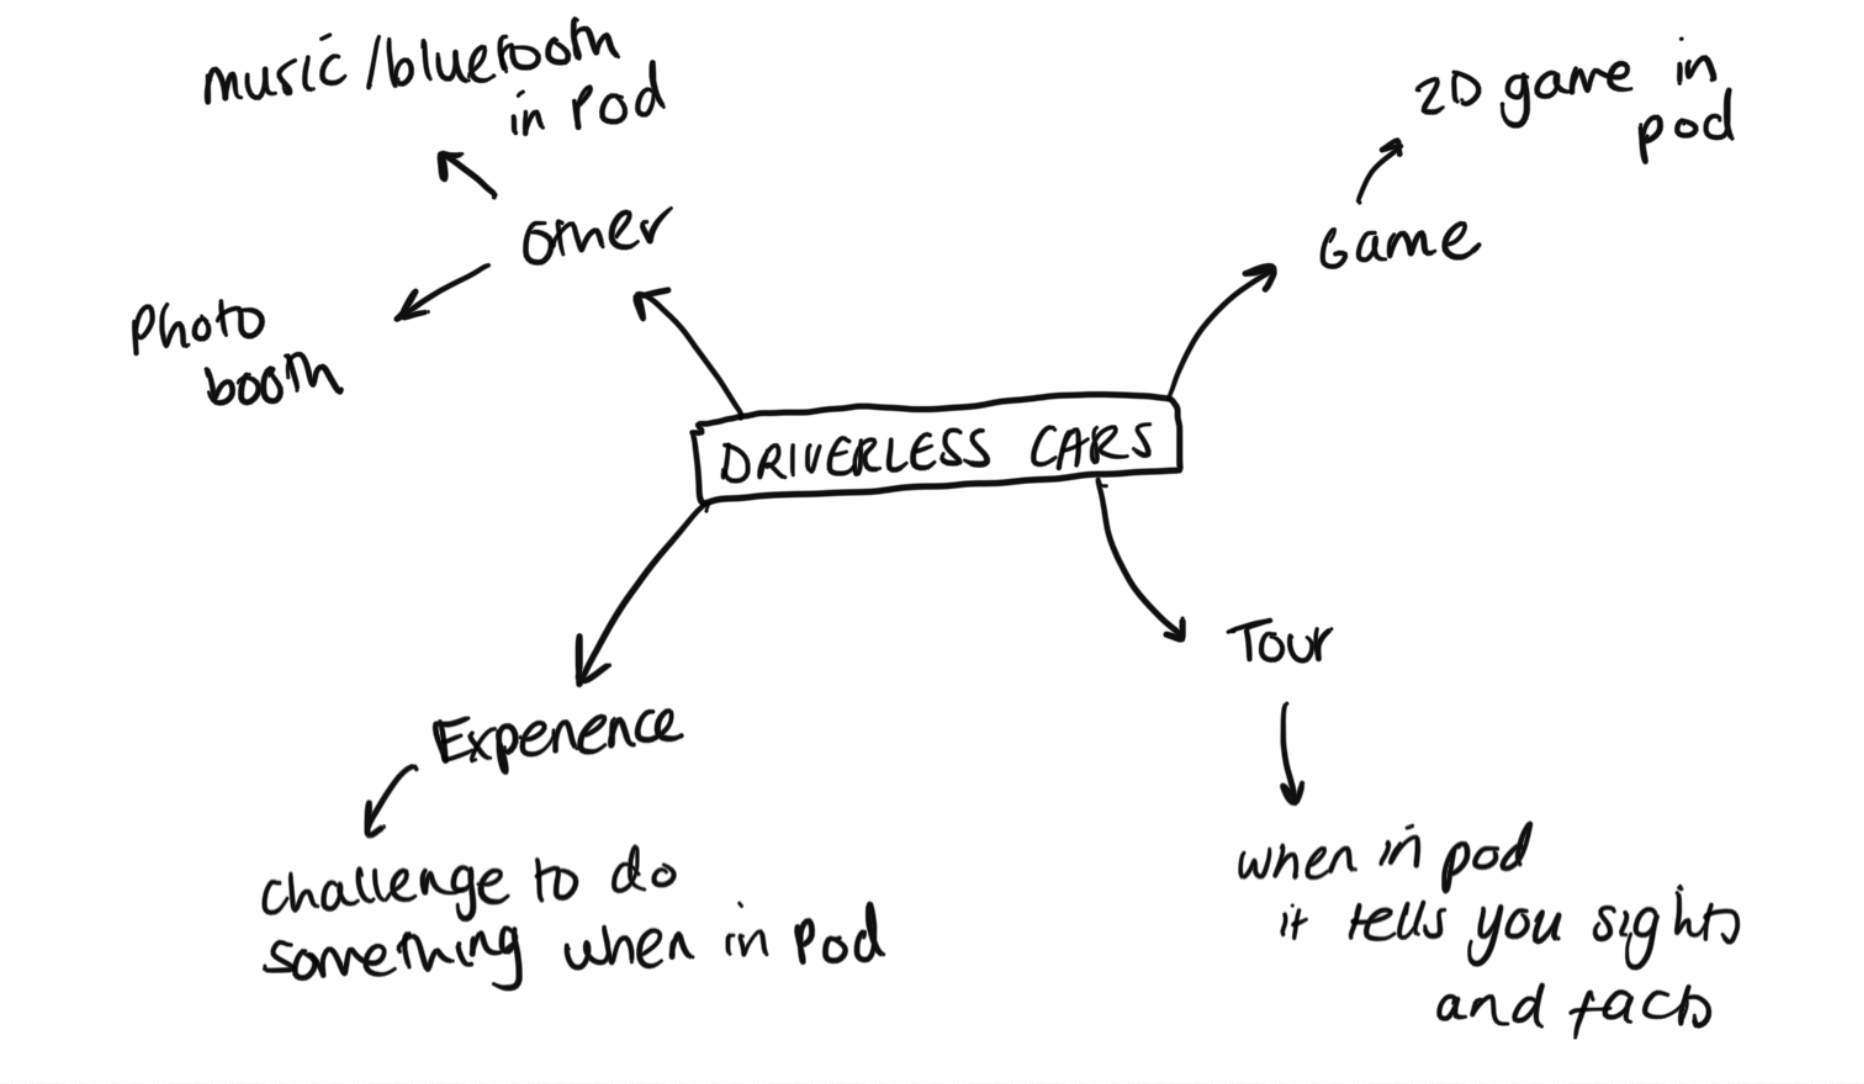 music/bluetooth
in Pod
other
Photo
booth
2D game in
pod
Game
DRIVERLESS CARS
Experience
challenge to do
something when in Pod
Tour
when in pod
it tells you sights
and facts